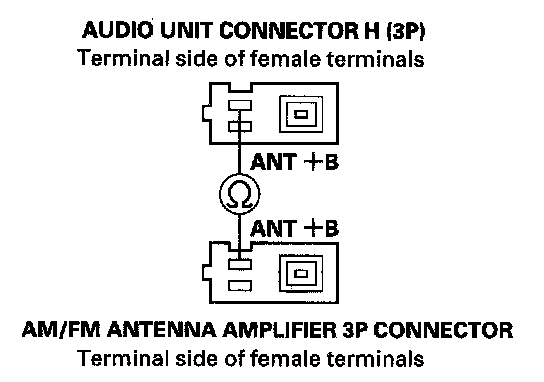 AUDIO UNIT CONNECTOR H (3P)
Terminal side of female terminals
ANT +B
Ω
ANT +B
AM/FM ANTENNA AMPLIFIER 3P CONNECTOR
Terminal side of female terminals